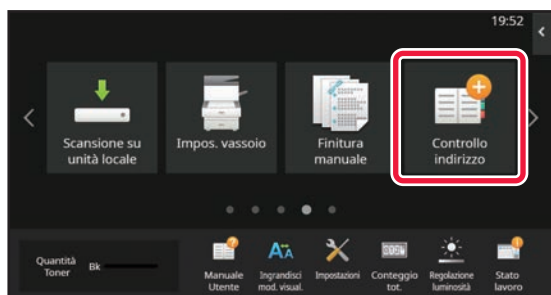 19:52
Scansione su
unità locale
Impos. vassoio
Finitura
manuale
Controllo
indirizzo
Quantità
Toner
Bk
Manuale
Utente
Ingrandisci
mod. visual.
Impostazioni
Conteggio
tot.
Regolazione
luminosità
Stato
lavoro